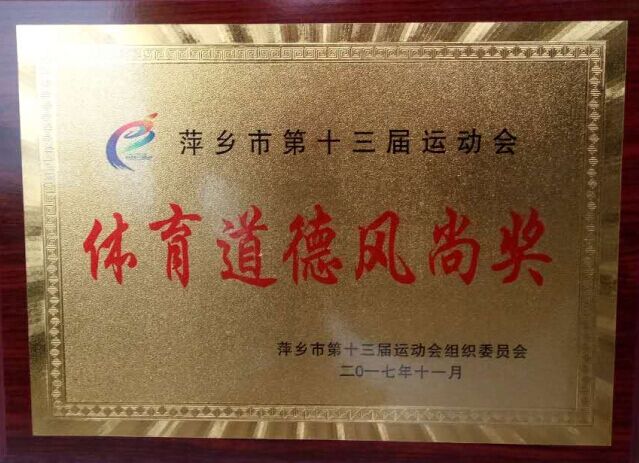 萍乡市第十三届运动会
体育道德风尚奖
萍乡市第十三届运动会组织委员会
二0一七年十一月